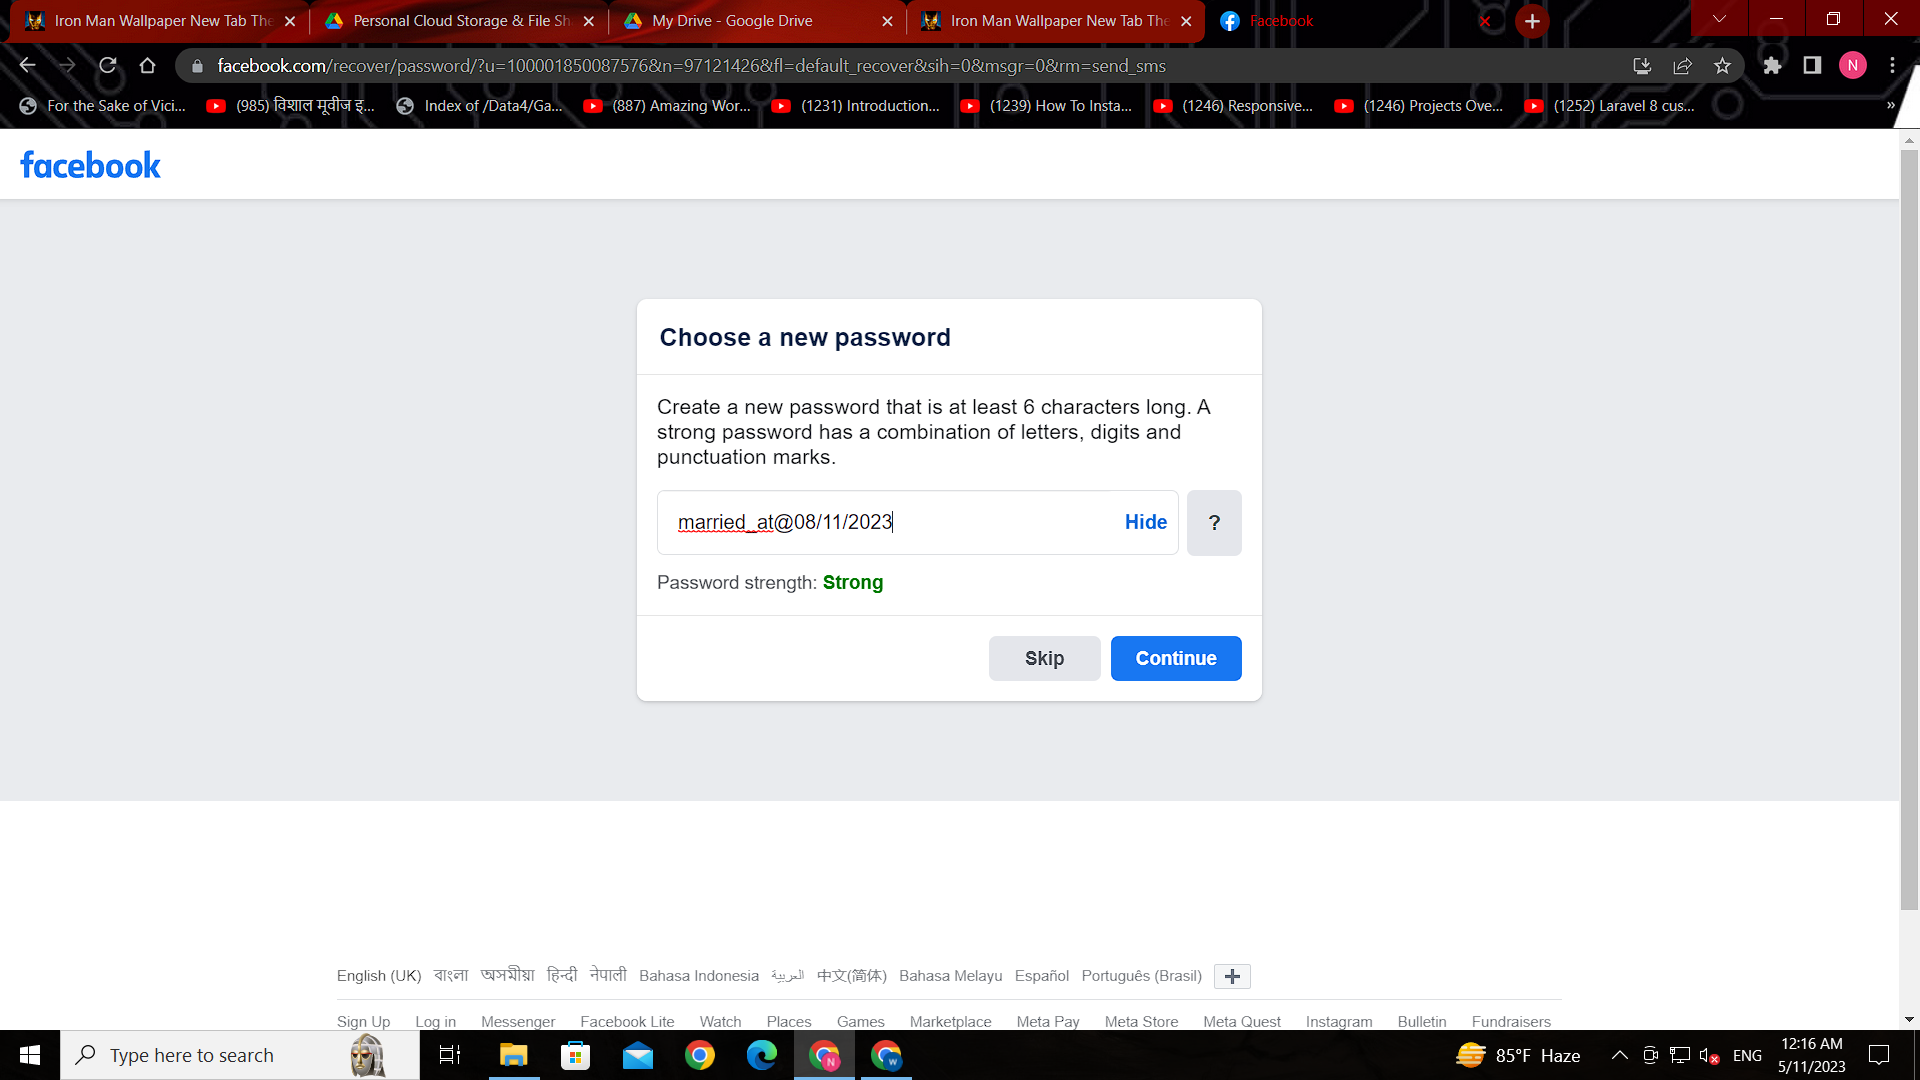 Iron Man Wallpaper New Tab The
Personal Cloud Storage & File Sh
My Drive - Google Drive
Iron Man Wallpaper New Tab The
Facebook
facebook.com/recover/password/?u=100001850087576&n=97121426&fl=default_recover&sih=0&msgr=0&rm=send_sms
N
For the Sake of Vici...
(985) विशाल मूवीज इ...
Index of /Data4/Ga...
(887) Amazing Wor...
(1231) Introduction...
(1239) How To Insta...
(1246) Responsive...
(1246) Projects Ove...
(1252) Laravel 8 cus...
»
facebook
Choose a new password
Create a new password that is at least 6 characters long. A
strong password has a combination of letters, digits and
punctuation marks.
married_at@08/11/2023
Hide
?
Password strength: Strong
Skip
Continue
English (UK) বাংলা অসমীয়া हिन्दी नेपाली Bahasa Indonesia العربية 中文(简体) Bahasa Melayu Español Português (Brasil)
Sign Up Log in Messenger Facebook Lite Watch Places Games Marketplace Meta Pay Meta Store Meta Quest Instagram Bulletin Fundraisers
Type here to search
N
W
85°F Haze
ENG
12:16 AM
5/11/2023